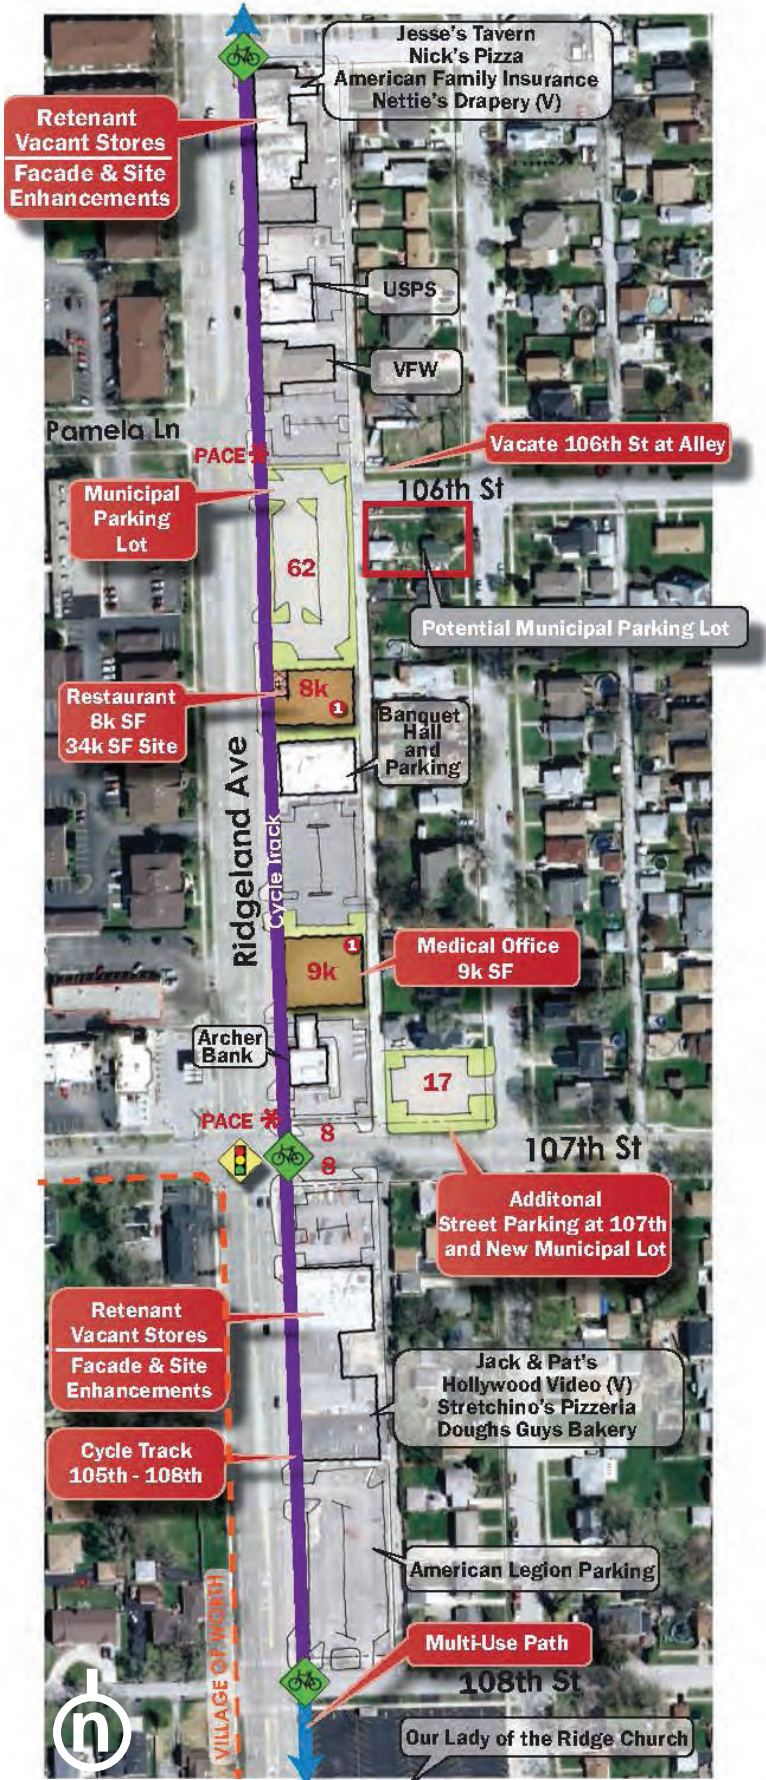 Jesse's Tavern
Nick's Pizza
American Family Insurance
Nettie's Drapery (V)
Retenant
Vacant Stores
Facade & Site
Enhancements
USPS
VFW
Pamela Ln
PACE *
Vacate 106th St at Alley
106th St
Municipal
Parking
Lot
62
Potential Municipal Parking Lot
8k
1
Restaurant
8k SF
34k SF Site
Banquet
Hall
and
Parking
Ridgeland Ave
Cycle Track
9k
1
Medical Office
9k SF
Archer
Bank
17
PACE *
8
8
107th St
Additonal
Street Parking at 107th
and New Municipal Lot
Retenant
Vacant Stores
Facade & Site
Enhancements
Jack & Pat's
Hollywood Video (V)
Stretchino's Pizzeria
Doughs Guys Bakery
Cycle Track
105th - 108th
American Legion Parking
VILLAGE OF WORTH
Multi-Use Path
108th St
n
Our Lady of the Ridge Church